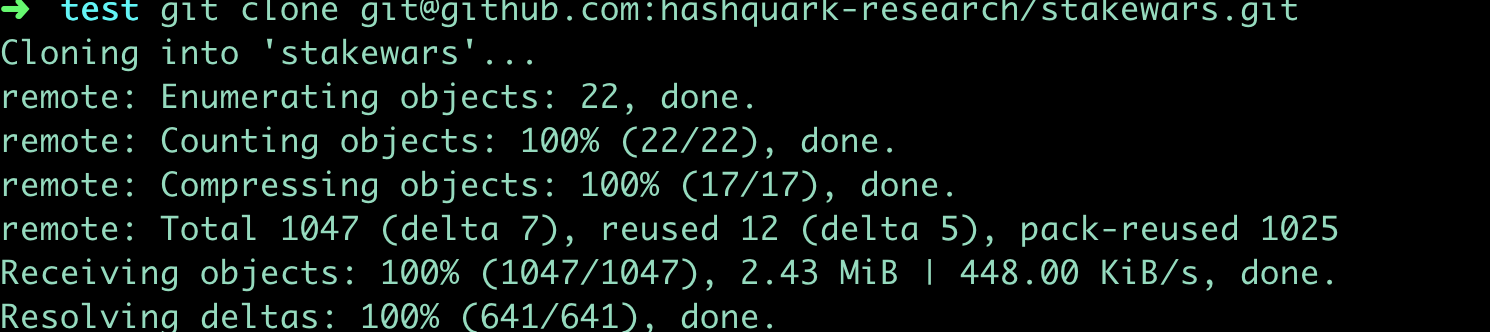 ➜ test git clone git@github.com:hashquark-research/stakewars.git
Cloning into 'stakewars'...
remote: Enumerating objects: 22, done.
remote: Counting objects: 100% (22/22), done.
remote: Compressing objects: 100% (17/17), done.
remote: Total 1047 (delta 7), reused 12 (delta 5), pack-reused 1025
Receiving objects: 100% (1047/1047), 2.43 MiB | 448.00 KiB/s, done.
Resolving deltas: 100% (641/641), done.